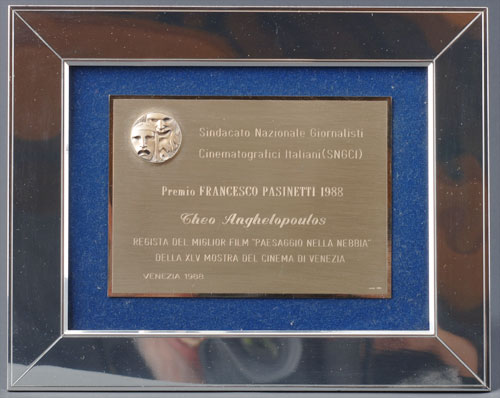 Sindacato Nazionale Giornalisti
Cinematografici Italiani(SNGCI)
Premio FRANCESCO PASINETTI 1988
Theo Anghelopoulos
REGISTA DEL MIGLIOR FILM "PAESAGGIO NELLA NEBBIA"
DELLA XLV MOSTRA DEL CINEMA DI VENEZIA
VENEZIA 1988